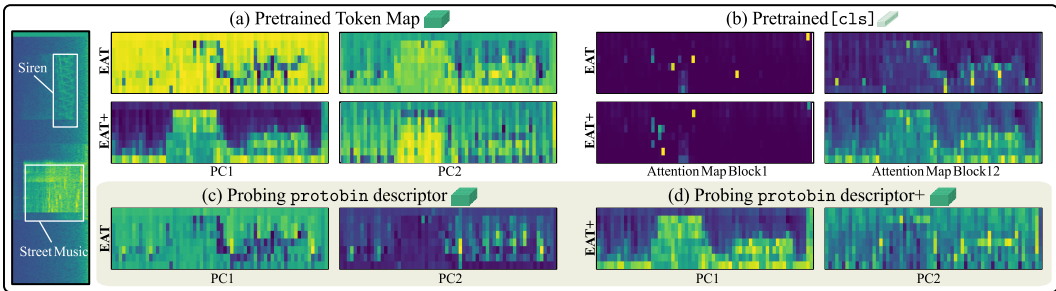 (a) Pretrained Token Map
(b) Pretrained[cls]
Siren
Street Music
EAT
EAT+
PC1
PC2
EAT
EAT+
Attention Map Block1
Attention Map Block12
(c) Probing protobin descriptor
(d) Probing protobin descriptor+
EAT
PC1
PC2
EAT+
PC1
PC2